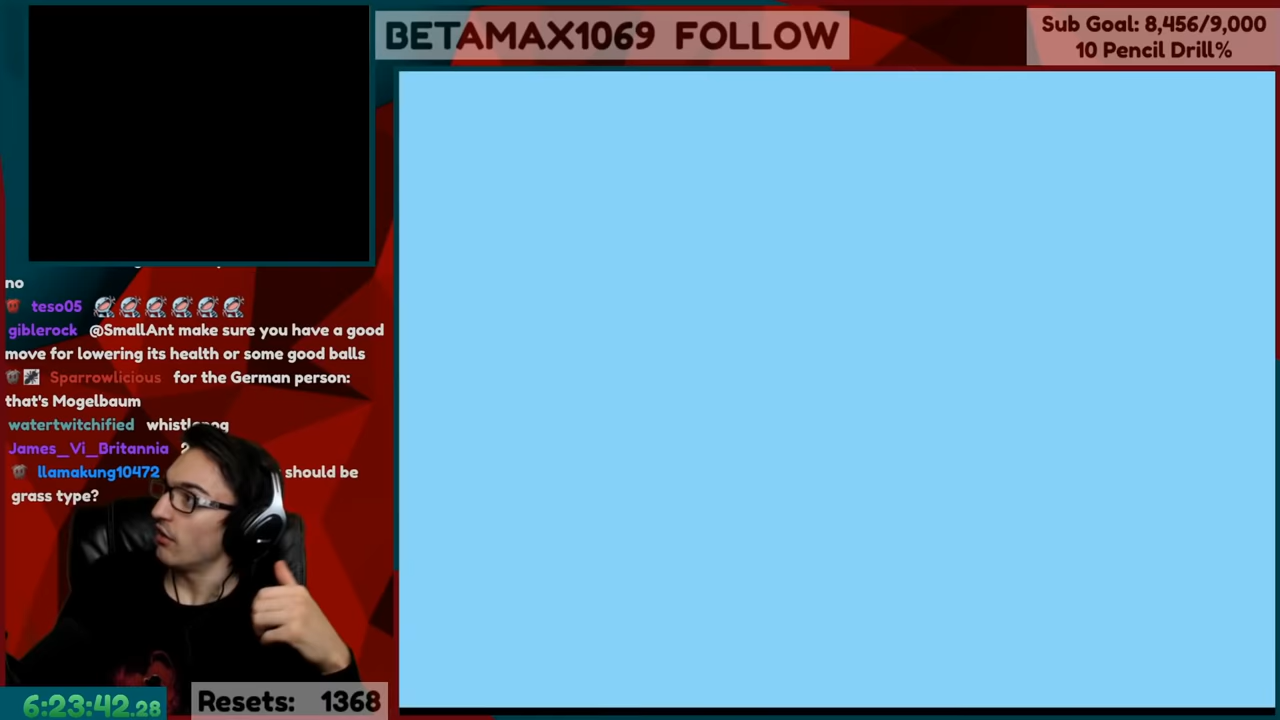 BETAMAX1069 FOLLOW
Sub Goal: 8,456/9,000
10 Pencil Drill%
no
teso05
giblerock @SmallAnt make sure you have a good
move for lowering its health or some good balls
Sparrowlicious for the German person:
that's Mogelbaum
watertwitchified
James_Vi_Britannia
llamakung10472 should be
grass type?
6:23:42.28
Resets: 1368